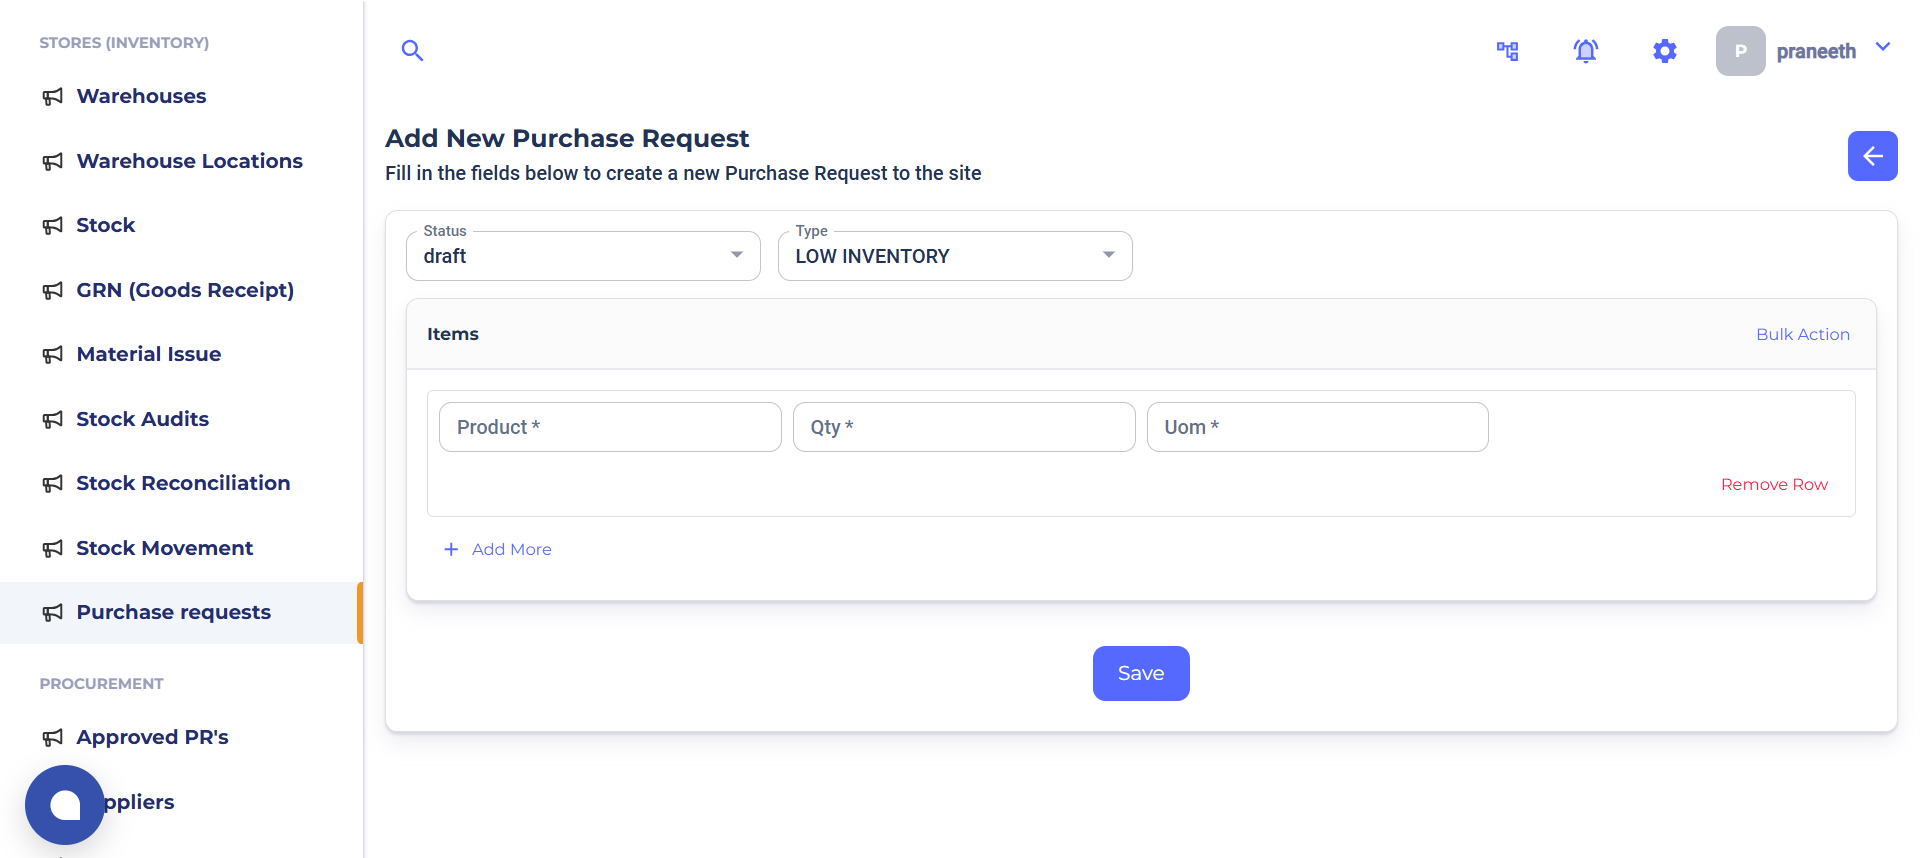 STORES (INVENTORY)
Warehouses
Warehouse Locations
Stock
GRN (Goods Receipt)
Material Issue
Stock Audits
Stock Reconciliation
Stock Movement
Purchase requests
PROCUREMENT
Approved PR's
ppliers
P
praneeth
Add New Purchase Request
Fill in the fields below to create a new Purchase Request to the site
Status
draft
Type
LOW INVENTORY
Items
Bulk Action
Product *
Qty *
Uom *
Remove Row
+ Add More
Save